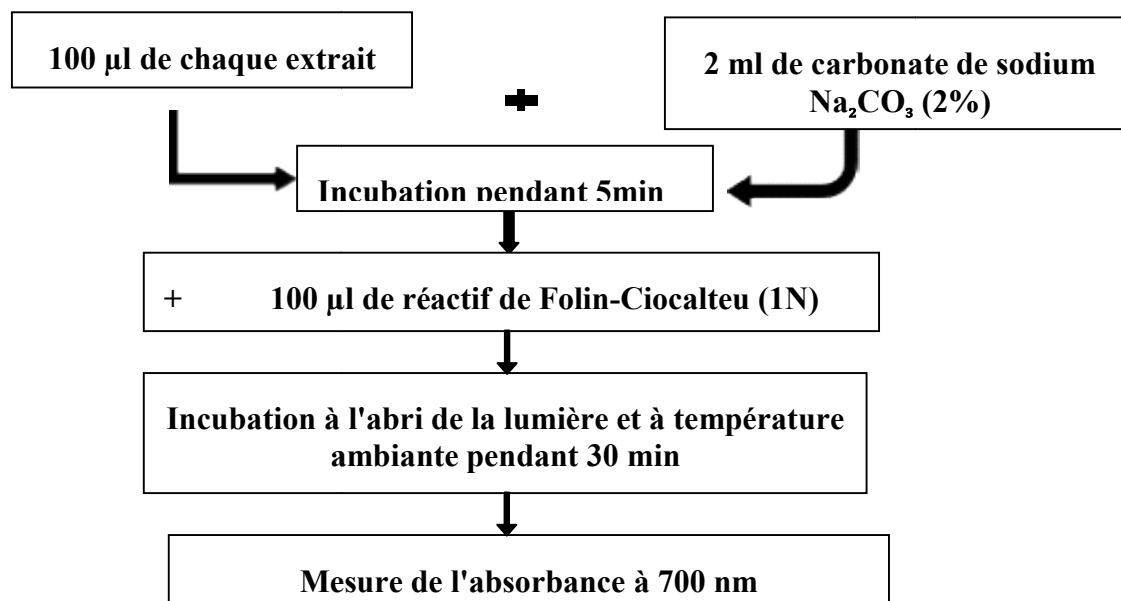 100 µl de chaque extrait
+
2 ml de carbonate de sodium
Na₂CO₃ (2%)
Incubation pendant 5min
+ 100 µl de réactif de Folin-Ciocalteu (1N)
Incubation à l'abri de la lumière et à température
ambiante pendant 30 min
Mesure de l'absorbance à 700 nm